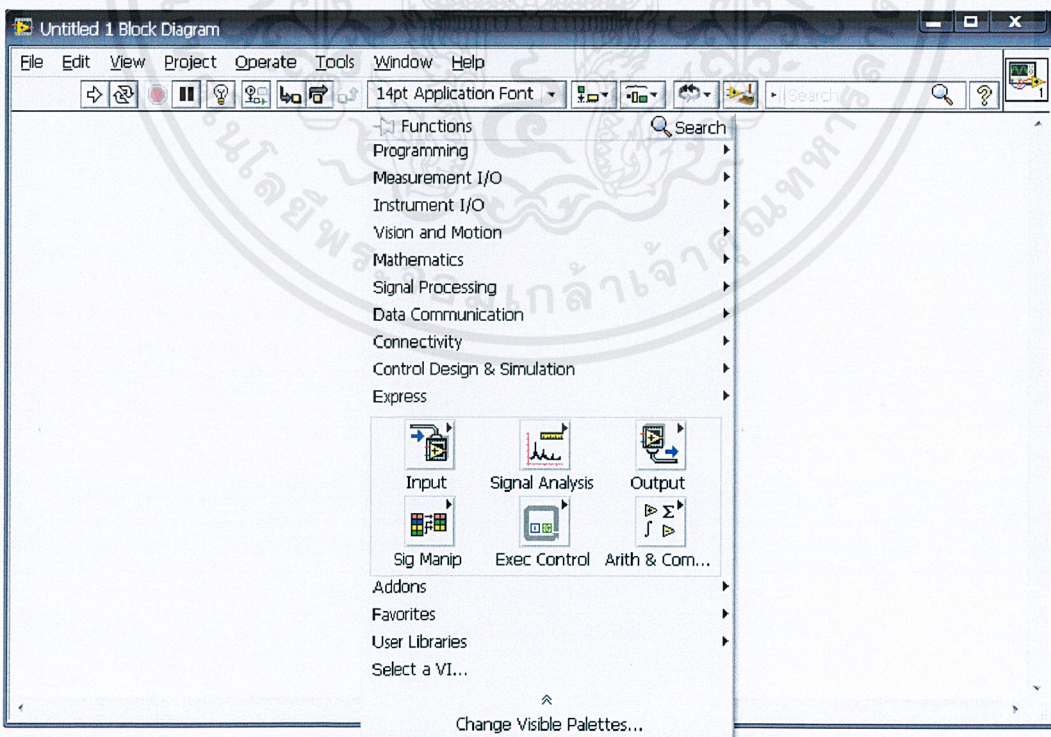 Untitled 1 Block Diagram
File Edit View Project Operate Tools Window Help
14pt Application Font Search
1
Functions Search
Programming
Measurement I/O
Instrument I/O
Vision and Motion
Mathematics
Signal Processing
Data Communication
Connectivity
Control Design & Simulation
Express
Input Signal Analysis Output
Sig Manip Exec Control Arith & Com...
Addons
Favorites
User Libraries
Select a VI...
Change Visible Palettes...